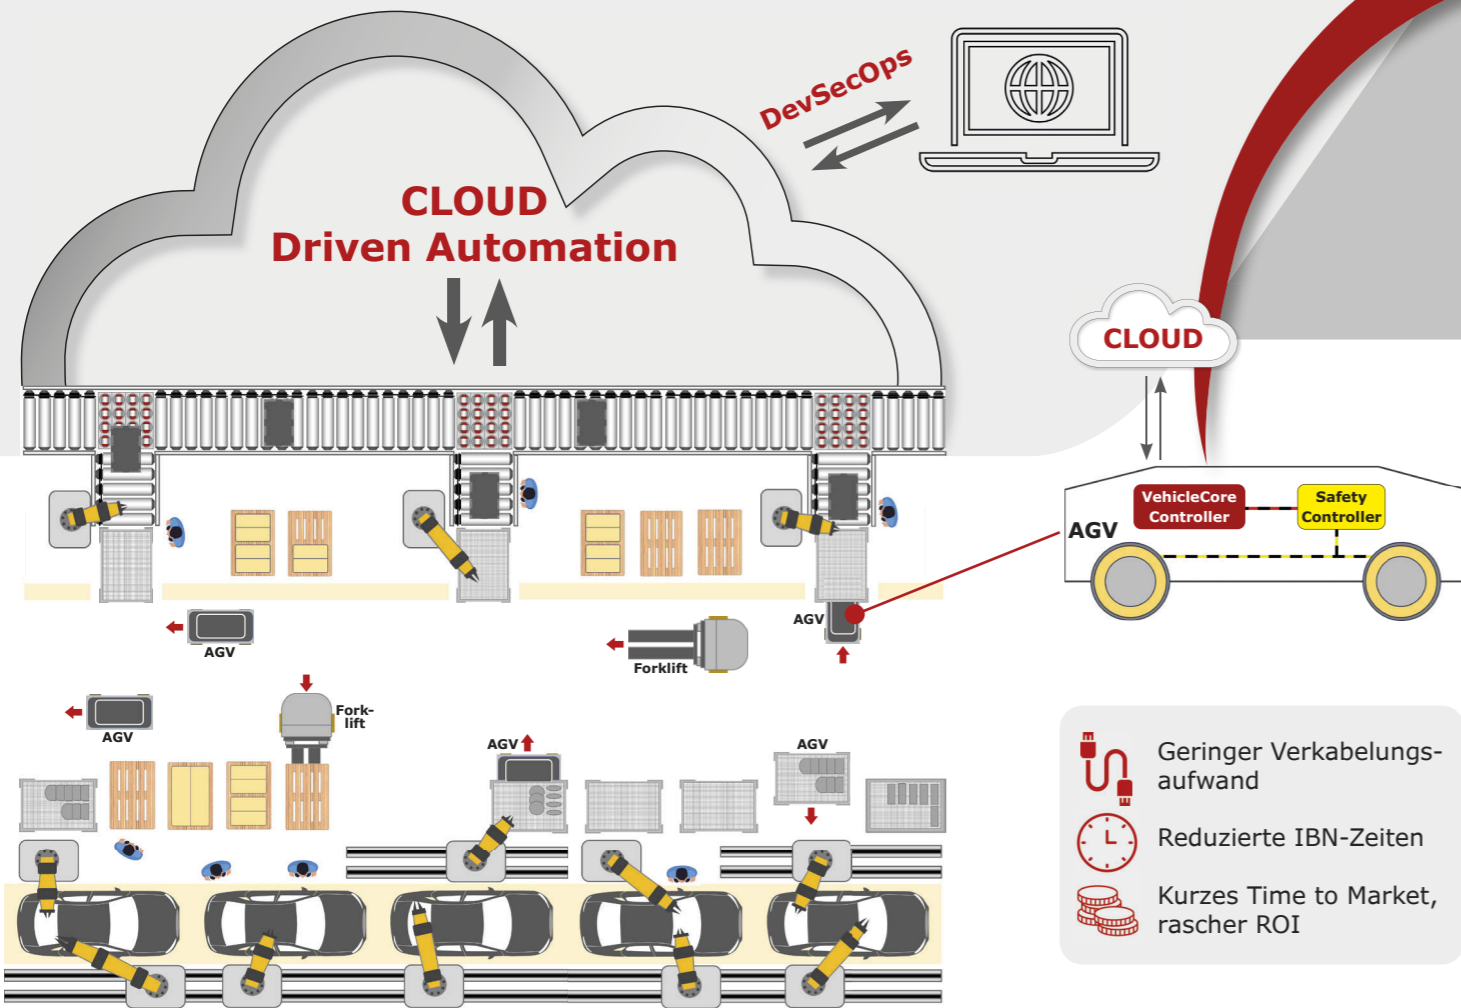 DevSecOps
CLOUD
Driven Automation
CLOUD
VehicleCore
Controller
Safety
Controller
AGV
AGV
AGV
Forklift
AGV
Fork-
lift
AGV
AGV
Geringer Verkabelungs-
aufwand
Reduzierte IBN-Zeiten
Kurzes Time to Market,
rascher ROI